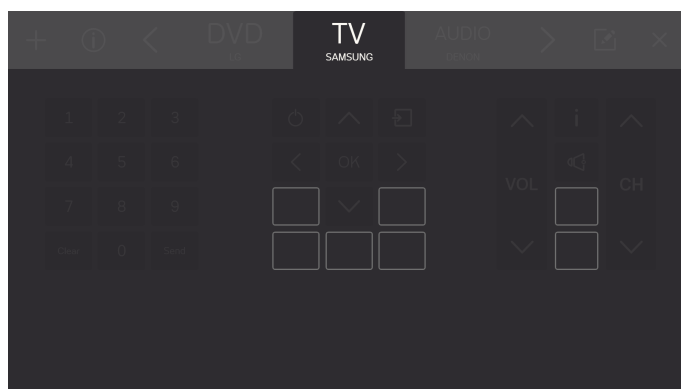 DVD
TV
SAMSUNG
AUDIO
DENON
1 2 3
4 5 6
7 8 9
Clear 0 Send
OK
VOL
CH